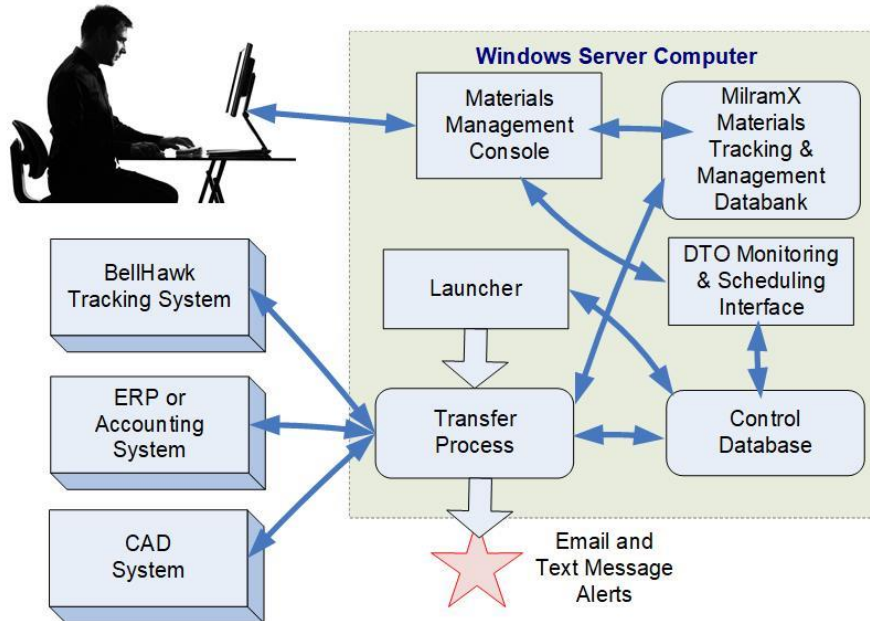 Windows Server Computer
Materials
Management
Console
MilramX
Materials
Tracking &
Management
Databank
BellHawk
Tracking System
Launcher
DTO Monitoring
& Scheduling
Interface
ERP or
Accounting
System
Transfer
Process
Control
Database
CAD
System
Email and
Text Message
Alerts